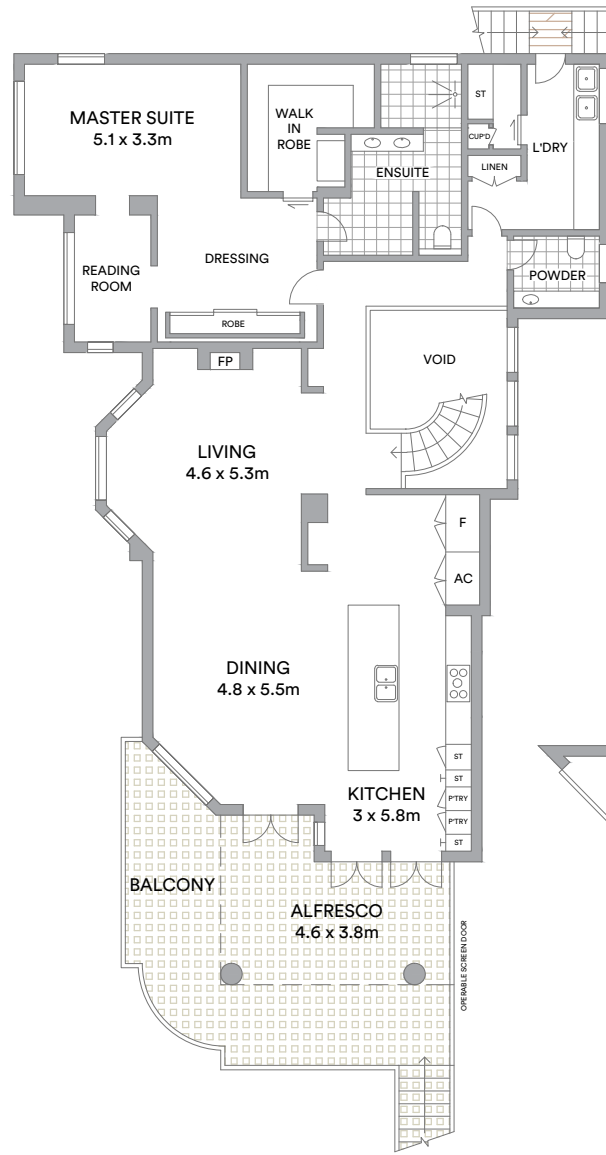 MASTER SUITE
5.1 x 3.3m
WALK
IN
ROBE
ST
CUP'D
L'DRY
LINEN
ENSUITE
READING
ROOM
DRESSING
POWDER
ROBE
FP
VOID
LIVING
4.6 x 5.3m
F
AC
DINING
4.8 x 5.5m
ST
ST
P'TRY
P'TRY
ST
KITCHEN
3 x 5.8m
BALCONY
ALFRESCO
4.6 x 3.8m
OPERABLE SCREEN DOOR